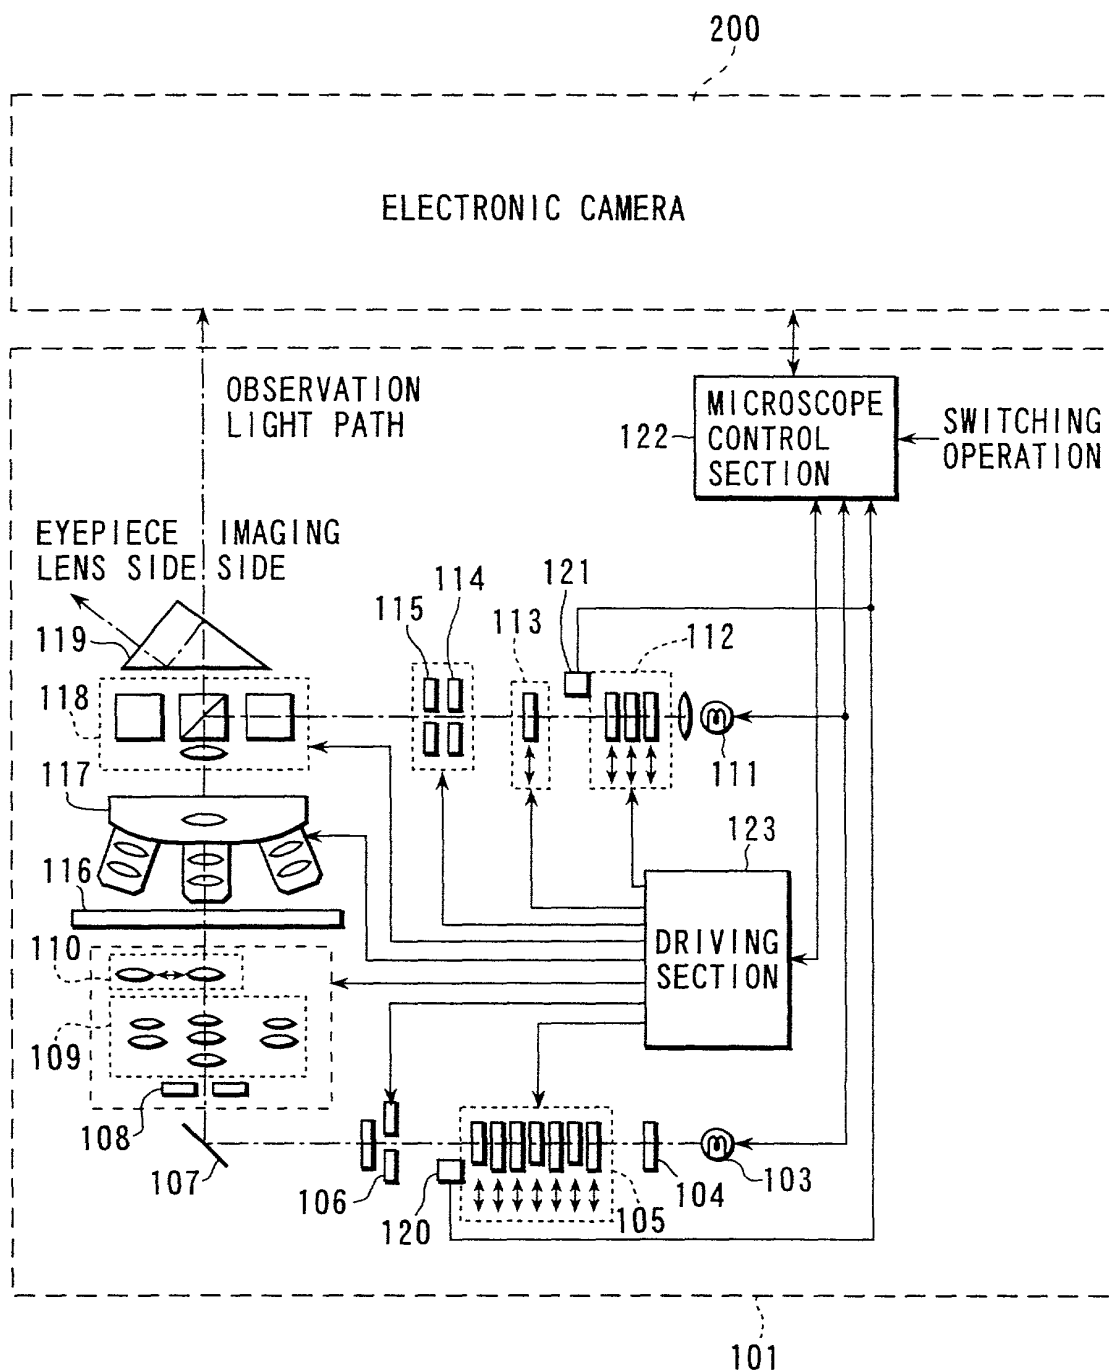 200
ELECTRONIC CAMERA
OBSERVATION
LIGHT PATH
MICROSCOPE
CONTROL
SECTION
122
SWITCHING
OPERATION
EYEPIECE IMAGING
LENS SIDE SIDE
119
115
114
113
121
112
118
111
117
123
116
DRIVING
SECTION
110
109
108
107
106
120
105
104
103
101